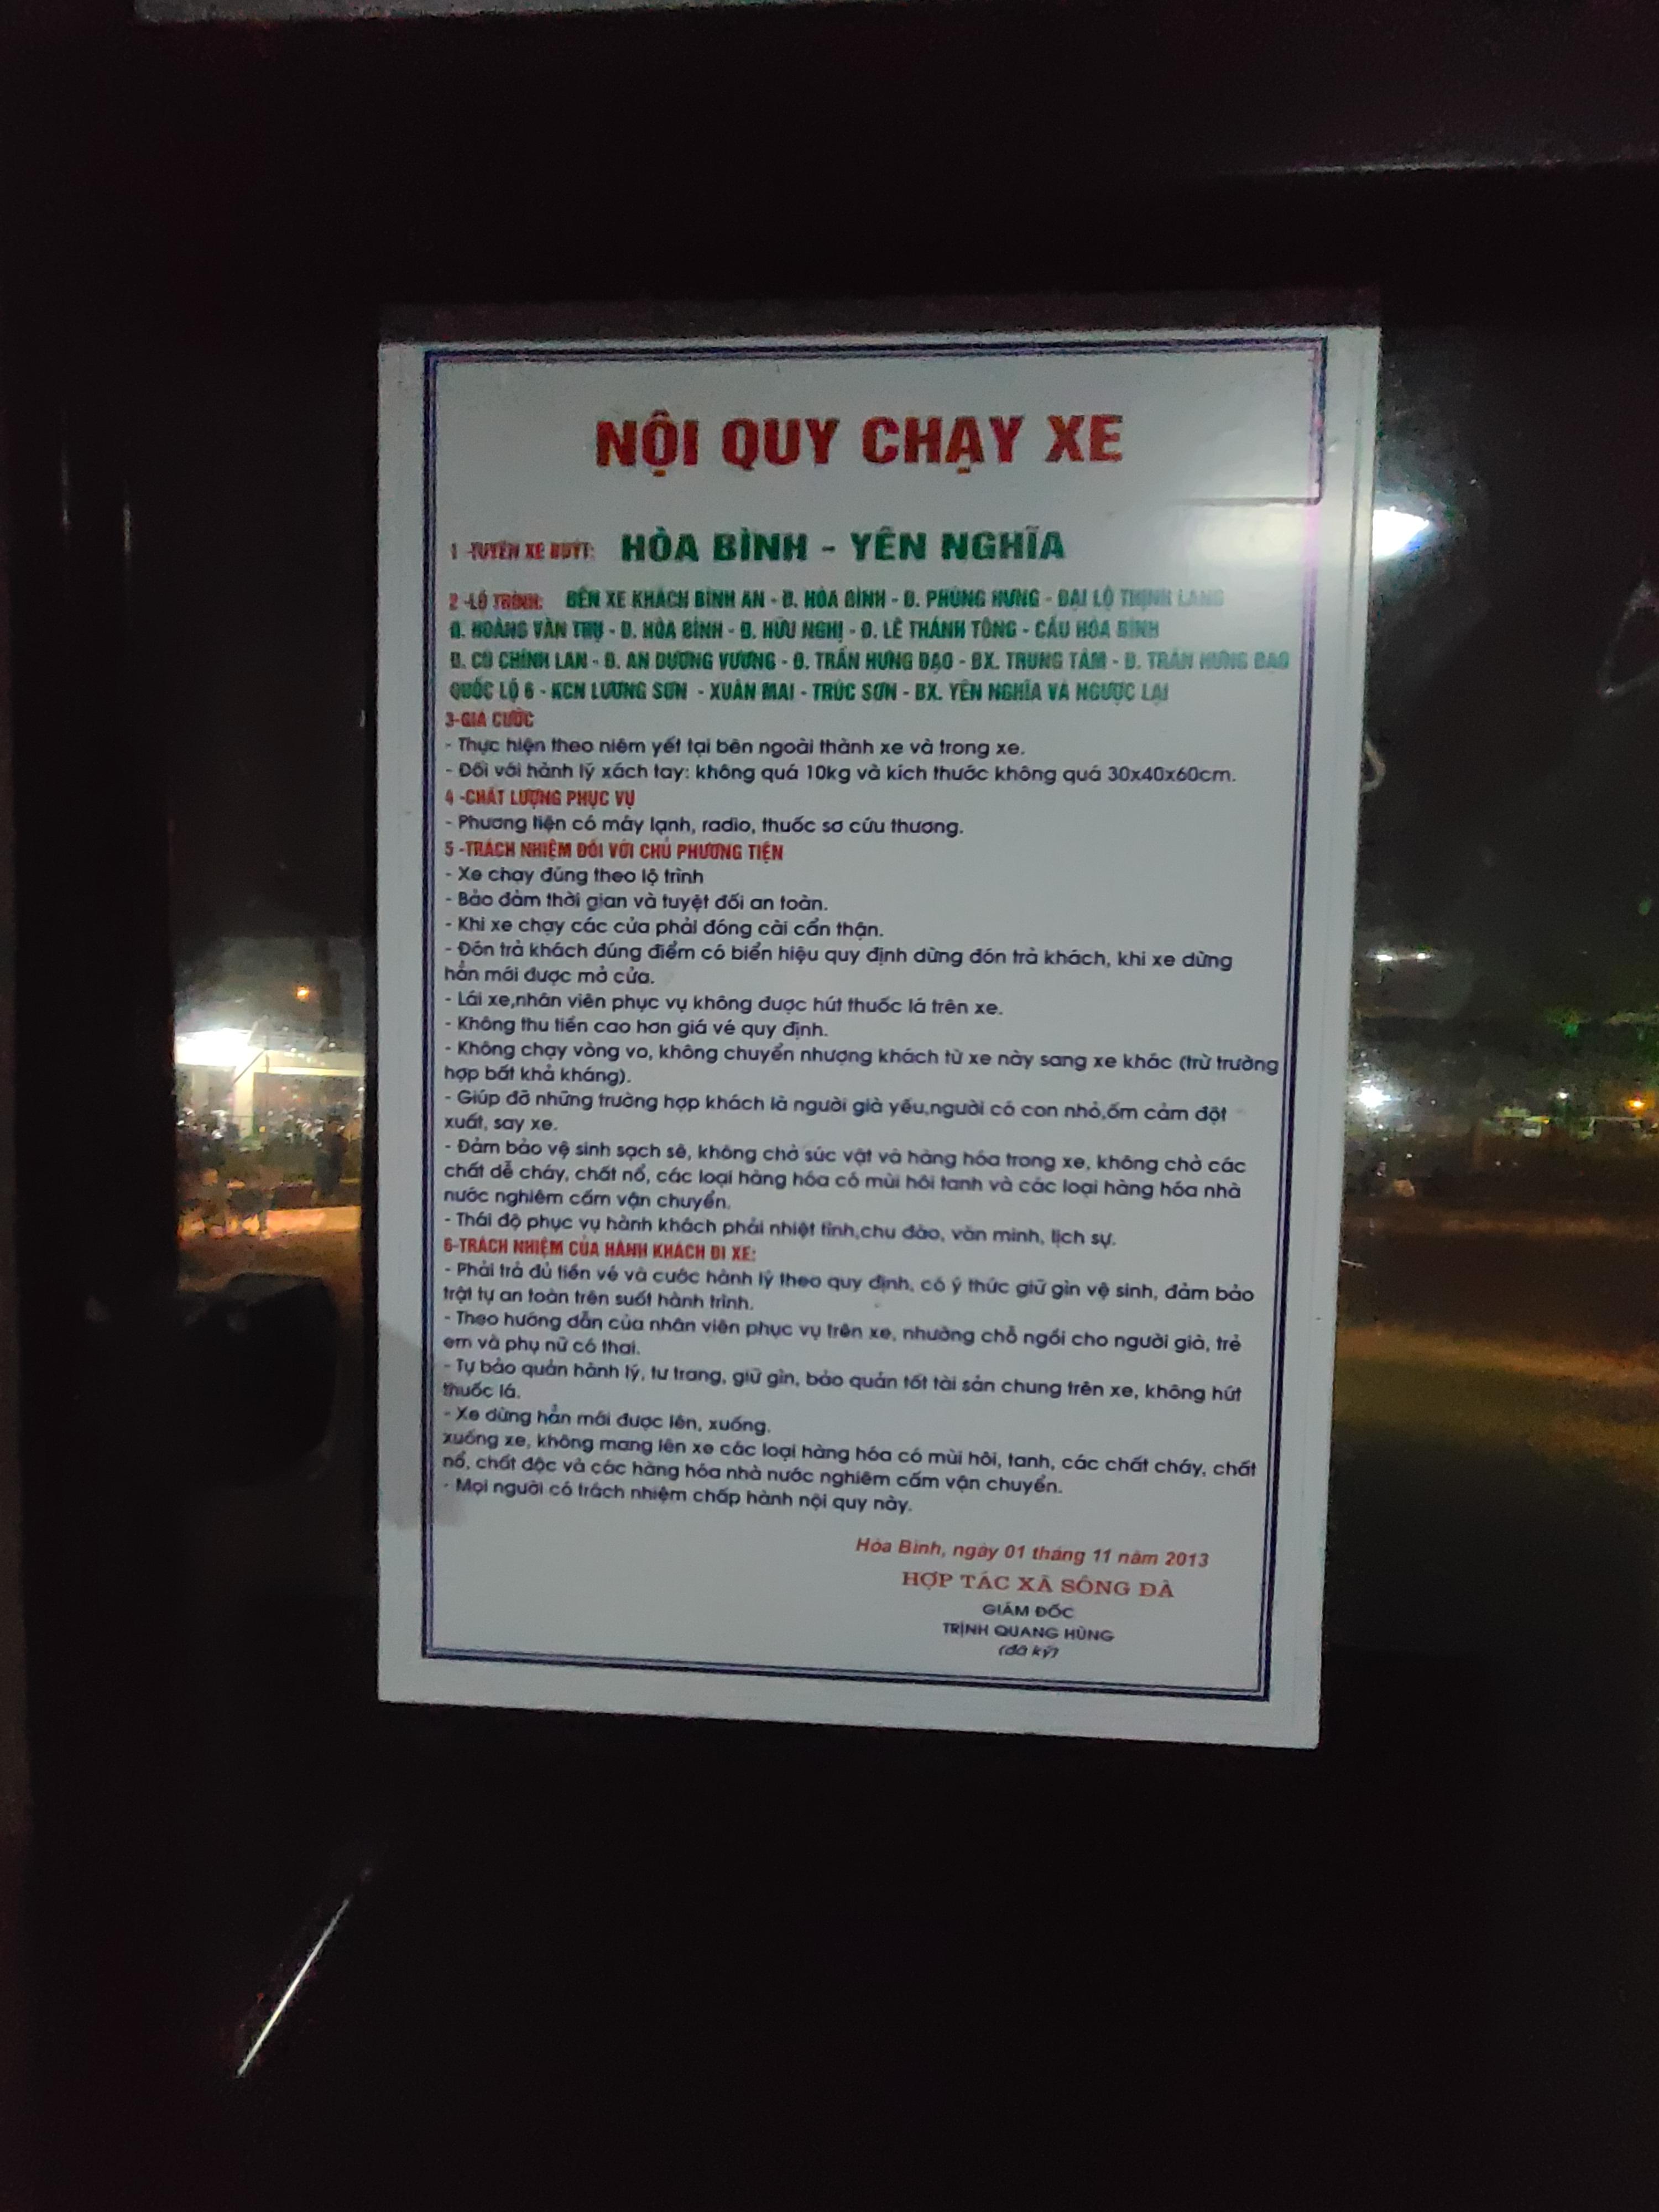 NỘI QUY CHẠY XE
1 -TUYẾN XE BUÝT: HÒA BÌNH - YÊN NGHĨA
2 -LỘ TRÌNH: BẾN XE KHÁCH BÌNH AN - Đ. HÒA BÌNH - Đ. PHÙNG HƯNG - ĐẠI LỘ THỊNH LANG
Đ. HOÀNG VĂN THỤ - Đ. HÒA BÌNH - Đ. HỮU NGHỊ - Đ. LÊ THÁNH TÔNG - CẦU HÒA BÌNH
Đ. CÙ CHÍNH LAN - Đ. AN DƯƠNG VƯƠNG - Đ. TRẦN HƯNG ĐẠO - BX. TRUNG TÂM - Đ. TRẦN HƯNG ĐẠO
QUỐC LỘ 6 - KCN LƯƠNG SƠN - XUÂN MAI - TRÚC SƠN - BX. YÊN NGHĨA VÀ NGƯỢC LẠI
3-GIÁ CƯỚC
- Thực hiện theo niêm yết tại bên ngoài thành xe và trong xe.
- Đối với hành lý xách tay: không quá 10kg và kích thước không quá 30x40x60cm.
4 -CHẤT LƯỢNG PHỤC VỤ
- Phương tiện có máy lạnh, radio, thuốc sơ cứu thương.
5 -TRÁCH NHIỆM ĐỐI VỚI CHỦ PHƯƠNG TIỆN
- Xe chạy đúng theo lộ trình
- Bảo đảm thời gian và tuyệt đối an toàn.
- Khi xe chạy các cửa phải đóng cài cẩn thận.
- Đón trả khách đúng điểm có biển hiệu quy định dừng đón trả khách, khi xe dừng
hẳn mới được mở cửa.
- Lái xe,nhân viên phục vụ không được hút thuốc lá trên xe.
- Không thu tiền cao hơn giá vé quy định.
- Không chạy vòng vo, không chuyển nhượng khách từ xe này sang xe khác (trừ trường
hợp bất khả kháng).
- Giúp đỡ những trường hợp khách là người già yếu,người có con nhỏ,ốm cảm đột
xuất, say xe.
- Đảm bảo vệ sinh sạch sẽ, không chở súc vật và hàng hóa trong xe, không chở các
chất dễ cháy, chất nổ, các loại hàng hóa có mùi hôi tanh và các loại hàng hóa nhà
nước nghiêm cấm vận chuyển.
- Thái độ phục vụ hành khách phải nhiệt tình,chu đáo, văn minh, lịch sự.
6-TRÁCH NHIỆM CỦA HÀNH KHÁCH ĐI XE:
- Phải trả đủ tiền vé và cước hành lý theo quy định, có ý thức giữ gìn vệ sinh, đảm bảo
trật tự an toàn trên suốt hành trình.
- Theo hướng dẫn của nhân viên phục vụ trên xe, nhường chỗ ngồi cho người già, trẻ
em và phụ nữ có thai.
- Tự bảo quản hành lý, tư trang, giữ gìn, bảo quản tốt tài sản chung trên xe, không hút
thuốc lá.
- Xe dừng hẳn mới được lên, xuống.
xuống xe, không mang lên xe các loại hàng hóa có mùi hôi, tanh, các chất cháy, chất
nổ, chất độc và các hàng hóa nhà nước nghiêm cấm vận chuyển.
- Mọi người có trách nhiệm chấp hành nội quy này.
Hòa Bình, ngày 01 tháng 11 năm 2013
HỢP TÁC XÃ SÔNG ĐÀ
GIÁM ĐỐC
TRỊNH QUANG HÙNG
(đã ký)